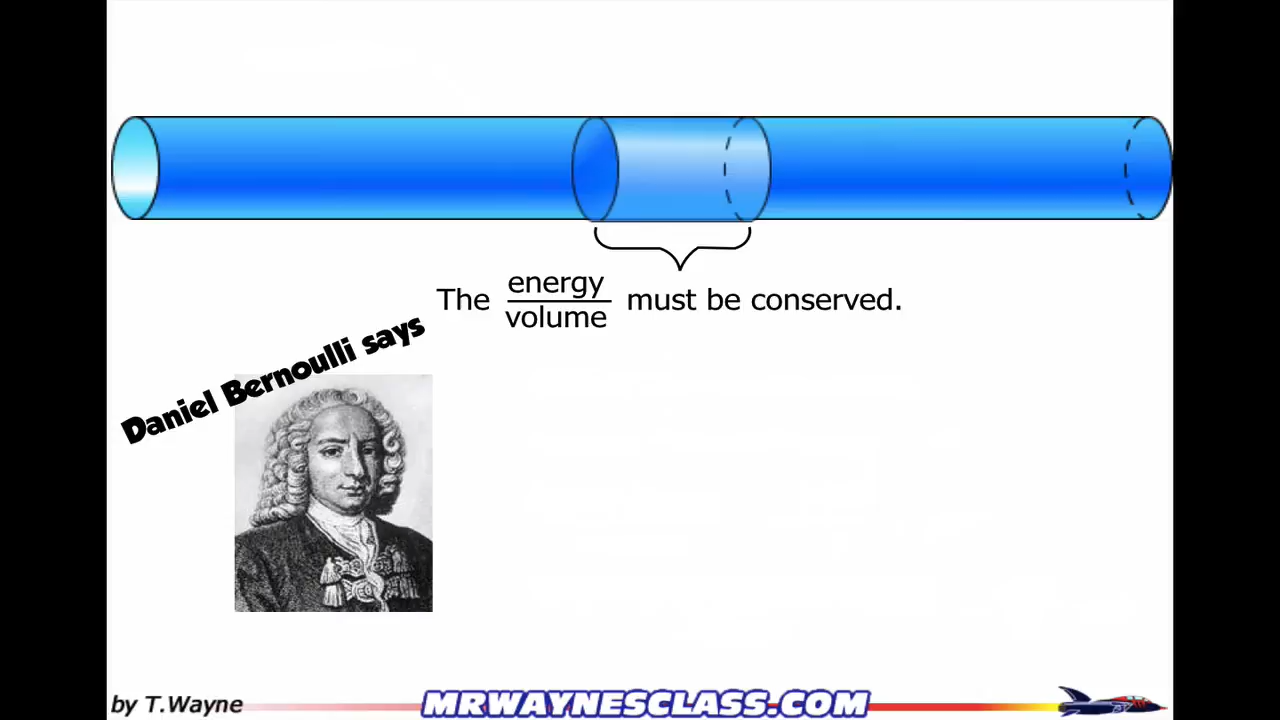 The energy/volume must be conserved.
Daniel Bernoulli says
by T.Wayne
MRWAYNESCLASS.COM